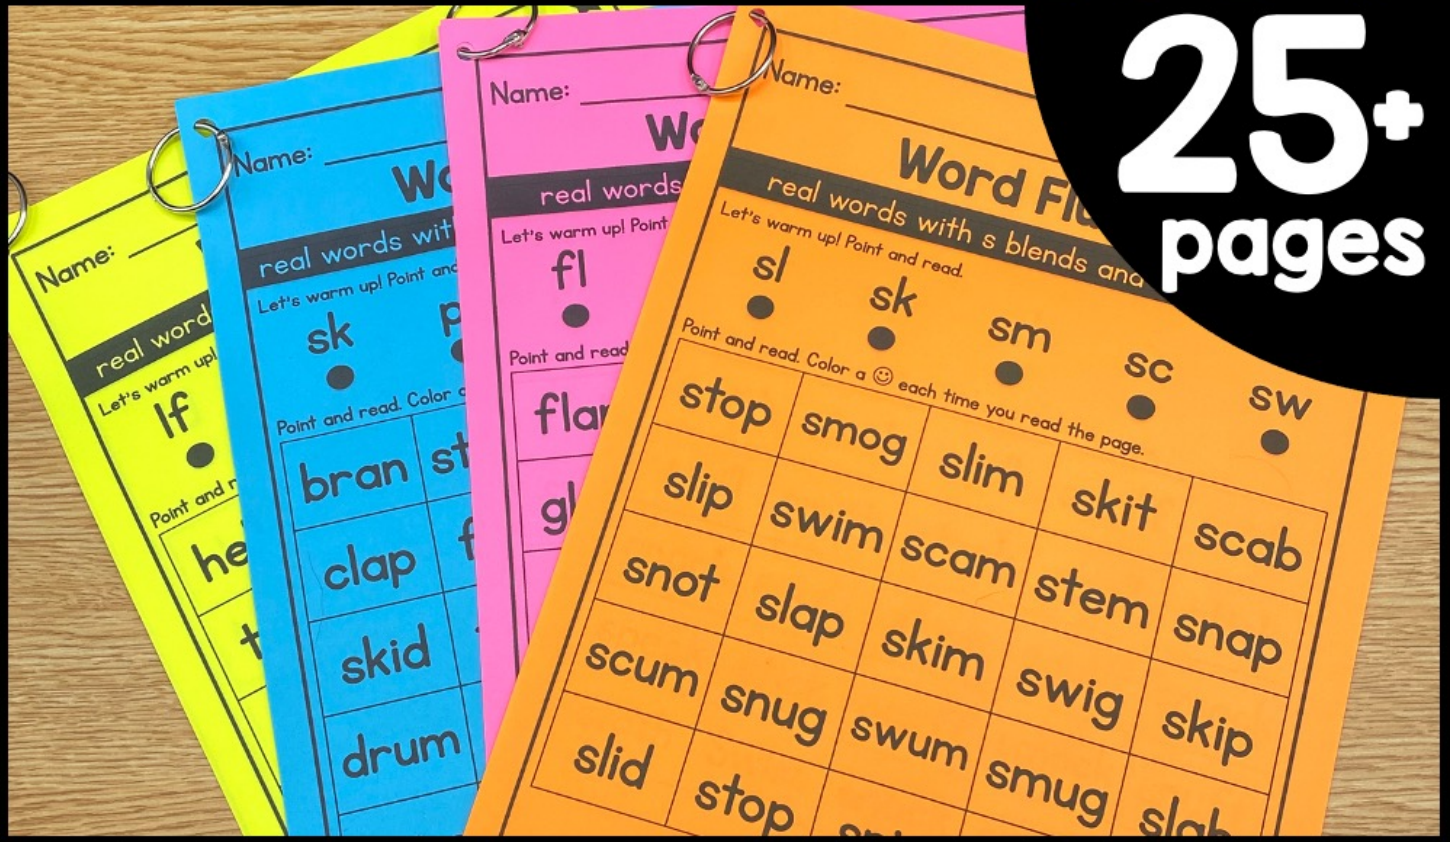 25+
pages
Name:
real word
Let's warm up!
lf
Point and
Name:
real words
Let's warm up! Point and
sk
Point and read. Color
bran
clap
skid
drum
Name:
real words
Let's warm up! Point
fl
Point and read
Name:
Word
real words with s blends and
Let's warm up! Point and read.
sl sk sm sc sw
Point and read. Color a ☺ each time you read the page.
stop smog slim skit scab
slip swim scam stem snap
snot slap skim swig skip
scum snug swum smug slab
slid stop